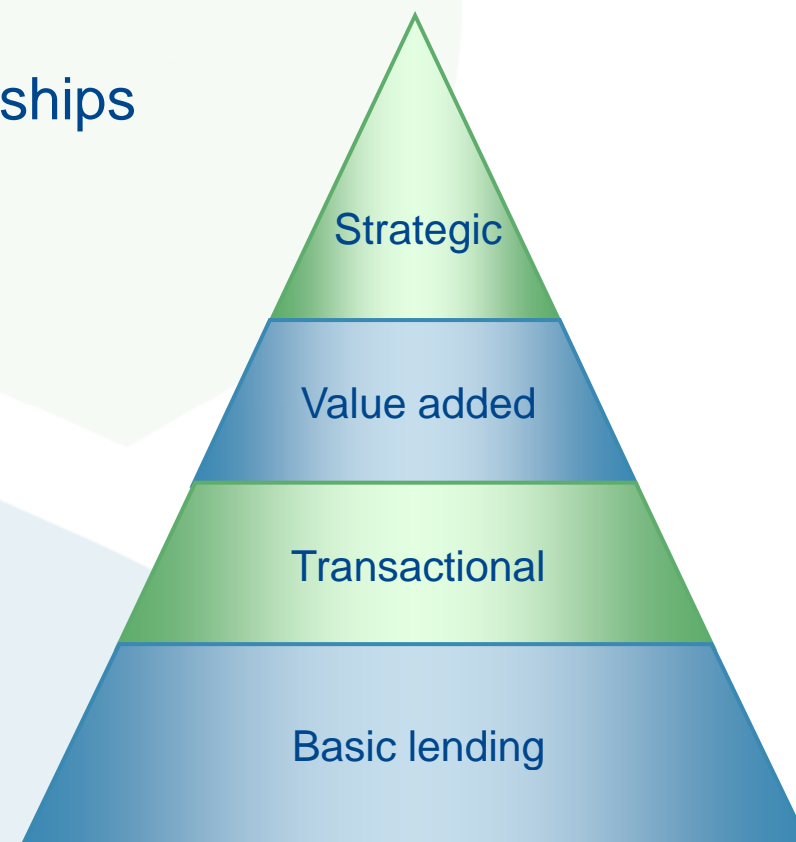 ships
Strategic
Value added
Transactional
Basic lending